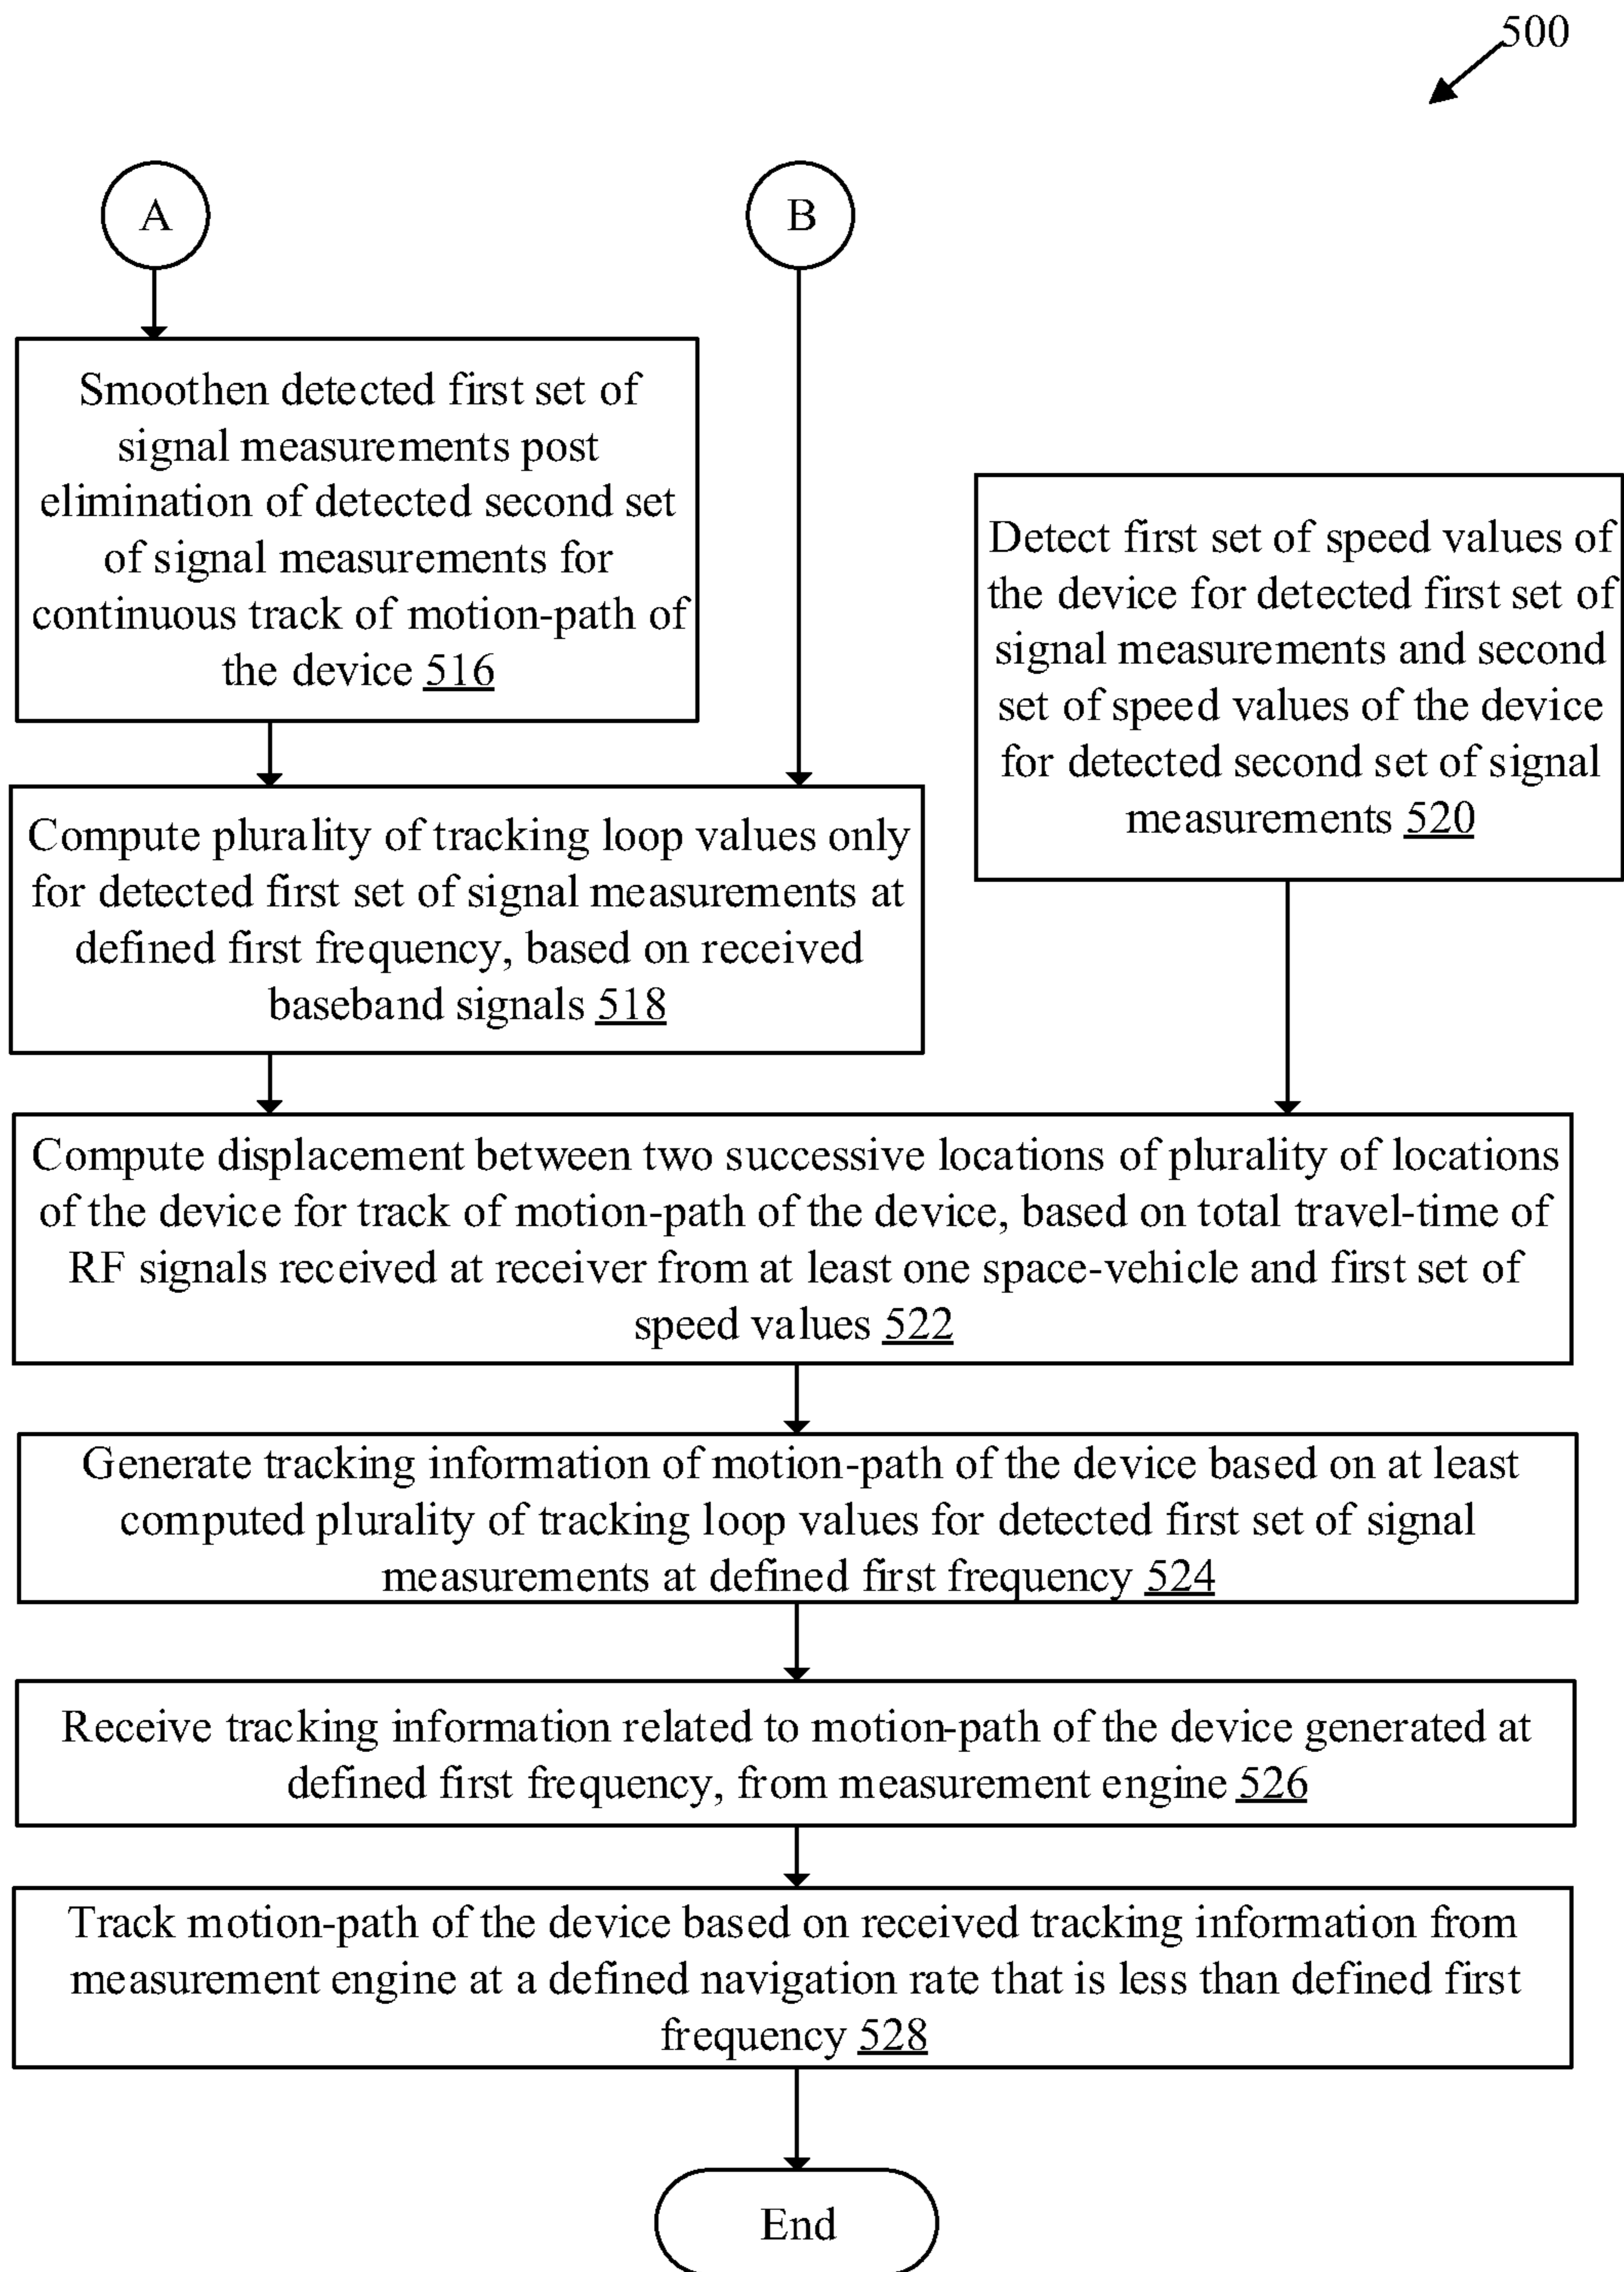 500
A
B
Smoothen detected first set of
signal measurements post
elimination of detected second set
of signal measurements for
continuous track of motion-path of
the device 516
Detect first set of speed values of
the device for detected first set of
signal measurements and second
set of speed values of the device
for detected second set of signal
measurements 520
Compute plurality of tracking loop values only
for detected first set of signal measurements at
defined first frequency, based on received
baseband signals 518
Compute displacement between two successive locations of plurality of locations
of the device for track of motion-path of the device, based on total travel-time of
RF signals received at receiver from at least one space-vehicle and first set of
speed values 522
Generate tracking information of motion-path of the device based on at least
computed plurality of tracking loop values for detected first set of signal
measurements at defined first frequency 524
Receive tracking information related to motion-path of the device generated at
defined first frequency, from measurement engine 526
Track motion-path of the device based on received tracking information from
measurement engine at a defined navigation rate that is less than defined first
frequency 528
End